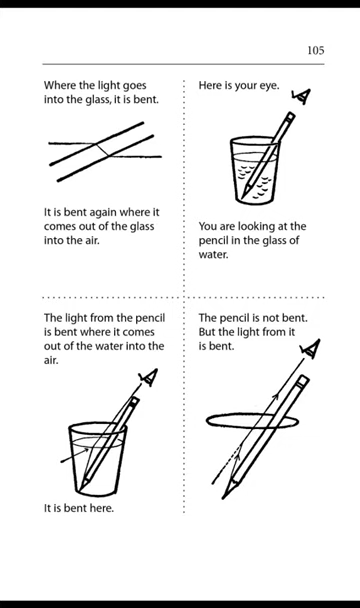 105
Where the light goes
into the glass, it is bent.
It is bent again where it
comes out of the glass
into the air.
Here is your eye.
You are looking at the
pencil in the glass of
water.
The light from the pencil
is bent where it comes
out of the water into the
air.
It is bent here.
The pencil is not bent.
But the light from it
is bent.